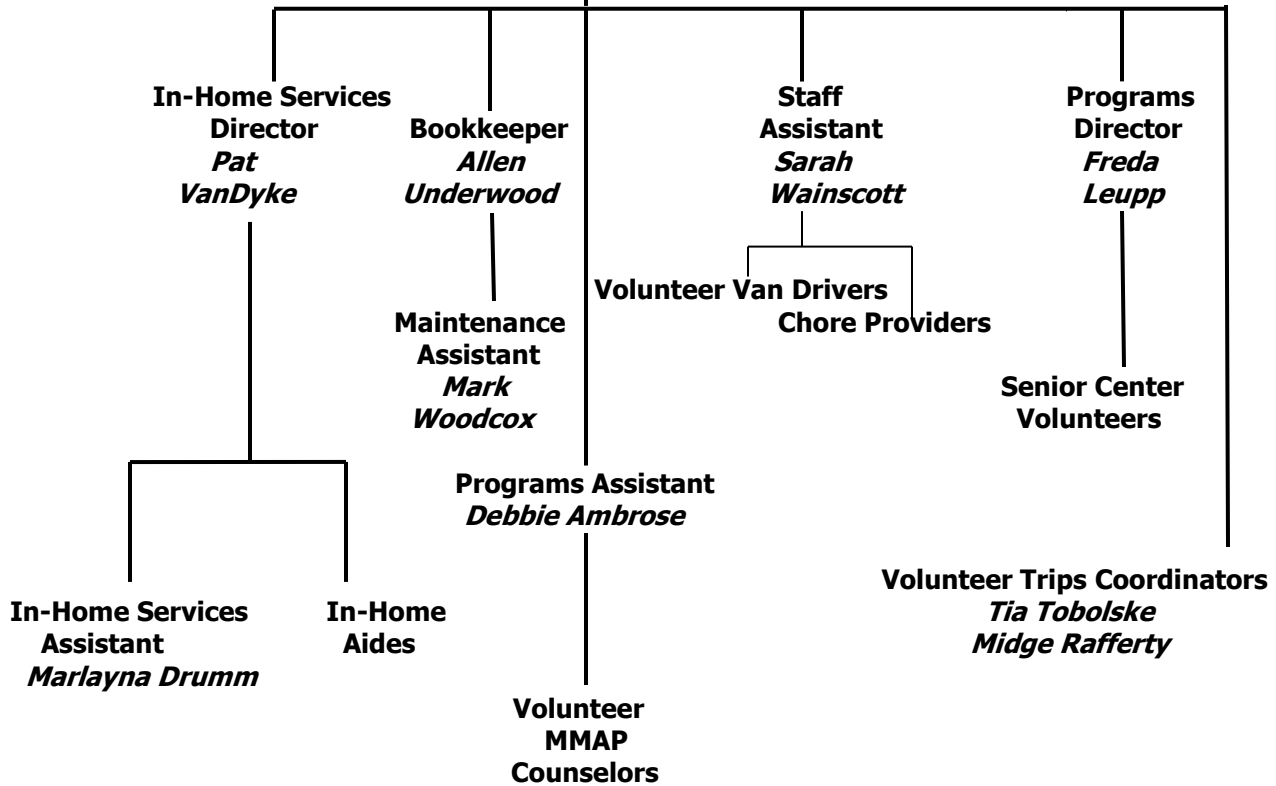 In-Home Services
Director
Pat
VanDyke
Bookkeeper
Allen
Underwood
Staff
Assistant
Sarah
Wainscott
Programs
Director
Freda
Leupp
Volunteer Van Drivers
Chore Providers
Maintenance
Assistant
Mark
Woodcox
Senior Center
Volunteers
Programs Assistant
Debbie Ambrose
Volunteer Trips Coordinators
Tia Tobolske
Midge Rafferty
In-Home Services
Assistant
Marlayna Drumm
In-Home
Aides
Volunteer
MMAP
Counselors